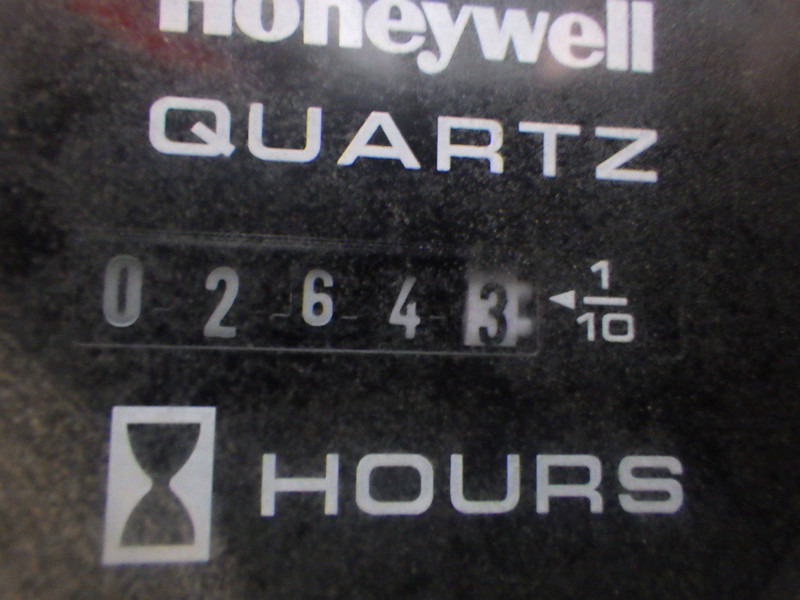 Honeywell
QUARTZ
0 2 6 4 3 ◄ 1/10
HOURS